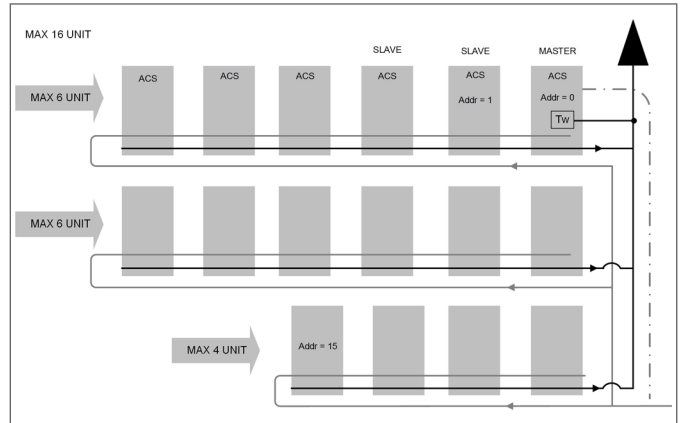 MAX 16 UNIT
SLAVE SLAVE MASTER
MAX 6 UNIT
ACS ACS ACS ACS ACS ACS
Addr = 1 Addr = 0
Tw
MAX 6 UNIT
MAX 4 UNIT
Addr = 15